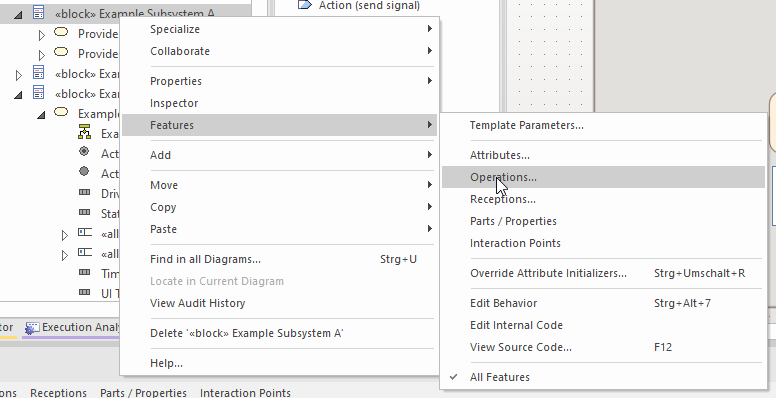 «block» Example Subsystem A
Action (send signal)
Provide
Provide
«block» Exa
«block» Exa
Example
Exa
Act
Act
Driv
Stat
«all
«all
Tim
UI T
Specialize
Collaborate
Properties
Inspector
Features
Add
Move
Copy
Paste
Find in all Diagrams... Strg+U
Locate in Current Diagram
View Audit History
Delete '«block» Example Subsystem A'
Help...
Template Parameters...
Attributes...
Operations...
Receptions...
Parts / Properties
Interaction Points
Override Attribute Initializers... Strg+Umschalt+R
Edit Behavior Strg+Alt+7
Edit Internal Code
View Source Code... F12
All Features
tor Execution Analy
ons Receptions Parts / Properties Interaction Points